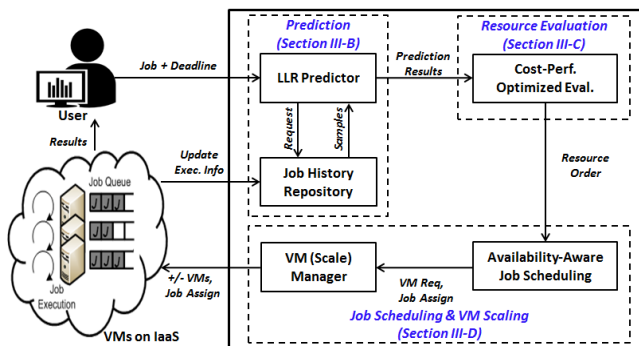 Prediction
(Section III-B)
Resource Evaluation
(Section III-C)
Job + Deadline
LLR Predictor
Prediction
Results
Cost-Perf.
Optimized Eval.
User
Results
Request
Samples
Update
Exec. Info
Job History
Repository
Resource
Order
Job Queue
J J J
J J
J J J
Job
Execution
VMs on IaaS
+/- VMs,
Job Assign
VM (Scale)
Manager
VM Req,
Job Assign
Availability-Aware
Job Scheduling
Job Scheduling & VM Scaling
(Section III-D)